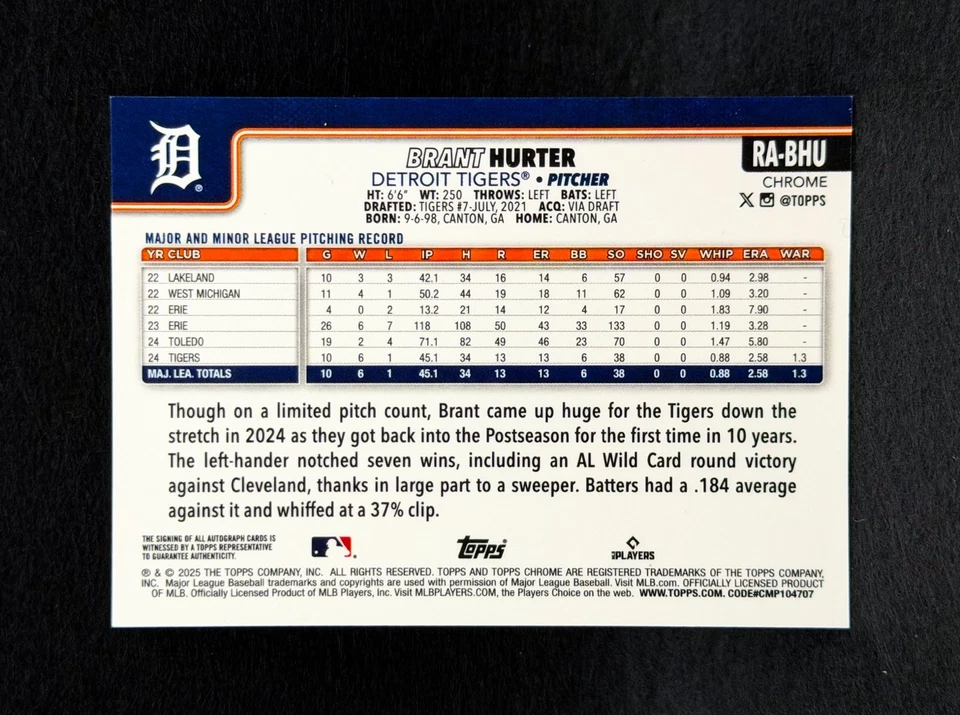 D
®
BRANT HURTER
RA-BHU
DETROIT TIGERS® • PITCHER
CHROME
HT: 6'6" WT: 250 THROWS: LEFT BATS: LEFT
X @TOPPS
DRAFTED: TIGERS #7-JULY, 2021 ACQ: VIA DRAFT
BORN: 9-6-98, CANTON, GA HOME: CANTON, GA
MAJOR AND MINOR LEAGUE PITCHING RECORD
YR CLUB G W L IP H R ER BB SO SHO SV WHIP ERA WAR
22 LAKELAND 10 3 3 42.1 34 16 14 6 57 0 0 0.94 2.98 -
22 WEST MICHIGAN 11 4 1 50.2 44 19 18 11 62 0 0 1.09 3.20 -
22 ERIE 4 0 2 13.2 21 14 12 4 17 0 0 1.83 7.90 -
23 ERIE 26 6 7 118 108 50 43 33 133 0 0 1.19 3.28 -
24 TOLEDO 19 2 4 71.1 82 49 46 23 70 0 0 1.47 5.80 -
24 TIGERS 10 6 1 45.1 34 13 13 6 38 0 0 0.88 2.58 1.3
MAJ. LEA. TOTALS 10 6 1 45.1 34 13 13 6 38 0 0 0.88 2.58 1.3
Though on a limited pitch count, Brant came up huge for the Tigers down the
stretch in 2024 as they got back into the Postseason for the first time in 10 years.
The left-hander notched seven wins, including an AL Wild Card round victory
against Cleveland, thanks in large part to a sweeper. Batters had a .184 average
against it and whiffed at a 37% clip.
THE SIGNING OF ALL AUTOGRAPH CARDS IS
WITNESSED BY A TOPPS REPRESENTATIVE
TO GUARANTEE AUTHENTICITY.
Topps
MLB PLAYERS
® & © 2025 THE TOPPS COMPANY, INC. ALL RIGHTS RESERVED. TOPPS AND TOPPS CHROME ARE REGISTERED TRADEMARKS OF THE TOPPS COMPANY,
INC. Major League Baseball trademarks and copyrights are used with permission of Major League Baseball. Visit MLB.com. OFFICIALLY LICENSED PRODUCT
OF MLB. Officially Licensed Product of MLB Players, Inc. Visit MLBPLAYERS.COM, the Players Choice on the web. WWW.TOPPS.COM. CODE#CMP104707